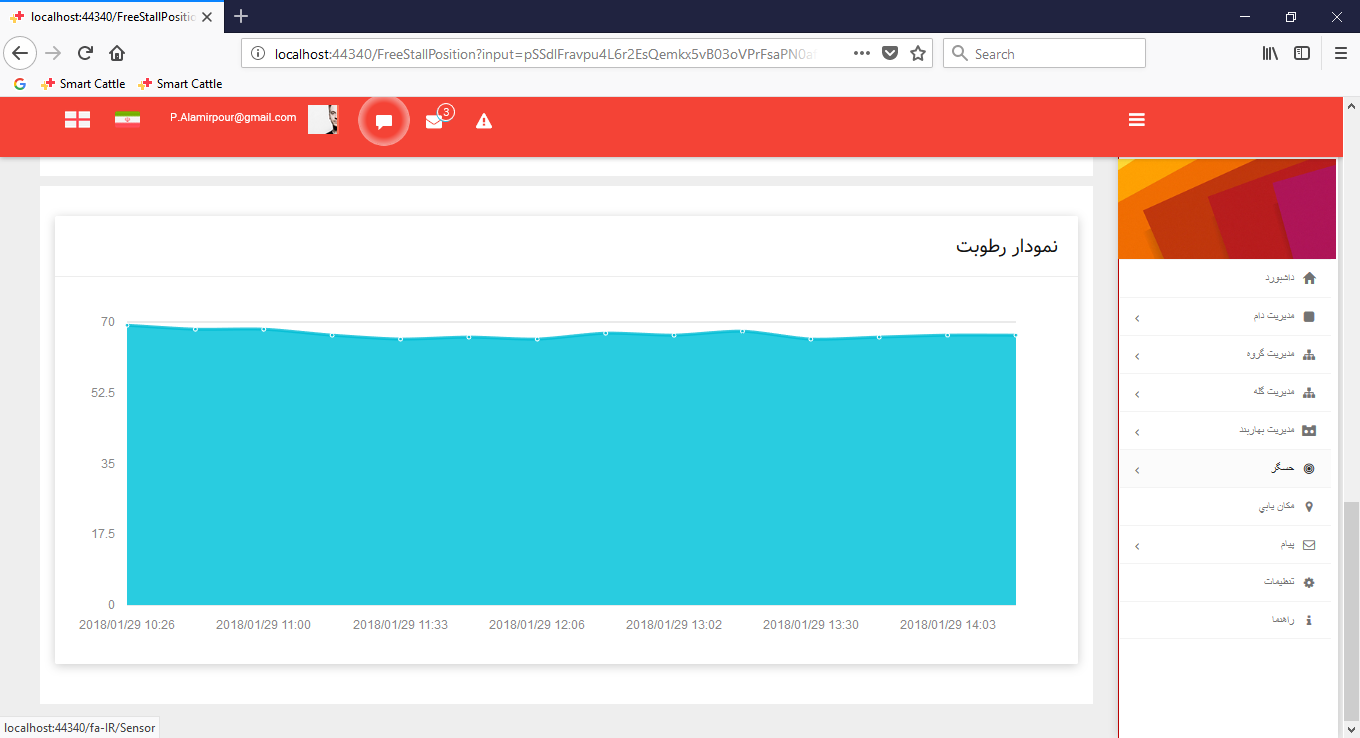 localhost:44340/FreeStallPositio
localhost:44340/FreeStallPosition?input=pSSdlFravpu4L6r2EsQemkx5vB03oVPrFsaPN0a
Search
Smart Cattle
Smart Cattle
P.Alamirpour@gmail.com
3
نمودار رطوبت
70
52.5
35
17.5
0
2018/01/29 10:26
2018/01/29 11:00
2018/01/29 11:33
2018/01/29 12:06
2018/01/29 13:02
2018/01/29 13:30
2018/01/29 14:03
داشبورد
مدیریت دام
مدیریت گروه
مدیریت گله
مدیریت بهاربند
حسگر
مکان يابي
پیام
تنظیمات
راهنما
localhost:44340/fa-IR/Sensor